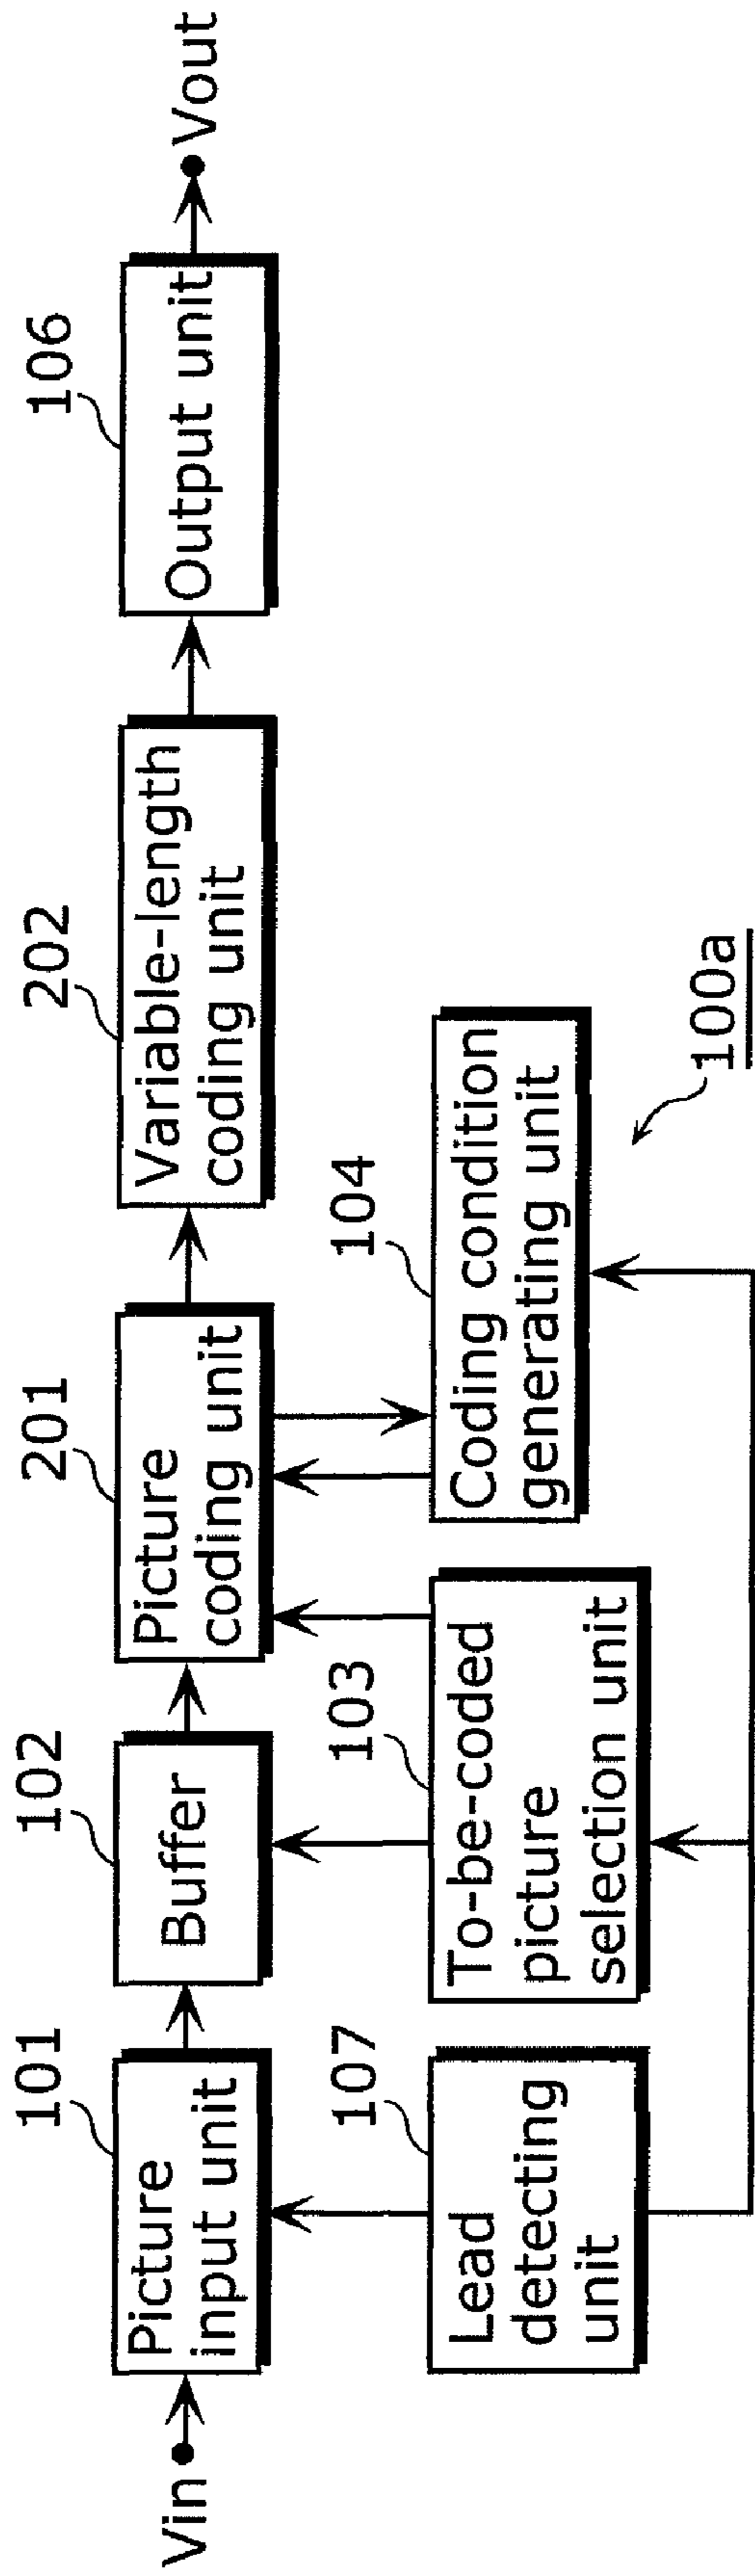 101
102
201
202
106
Vin
Picture
input unit
Buffer
Picture
coding unit
Variable-length
coding unit
Output unit
Vout
107
103
104
Lead
detecting
unit
To-be-coded
picture
selection unit
Coding condition
generating unit
100a